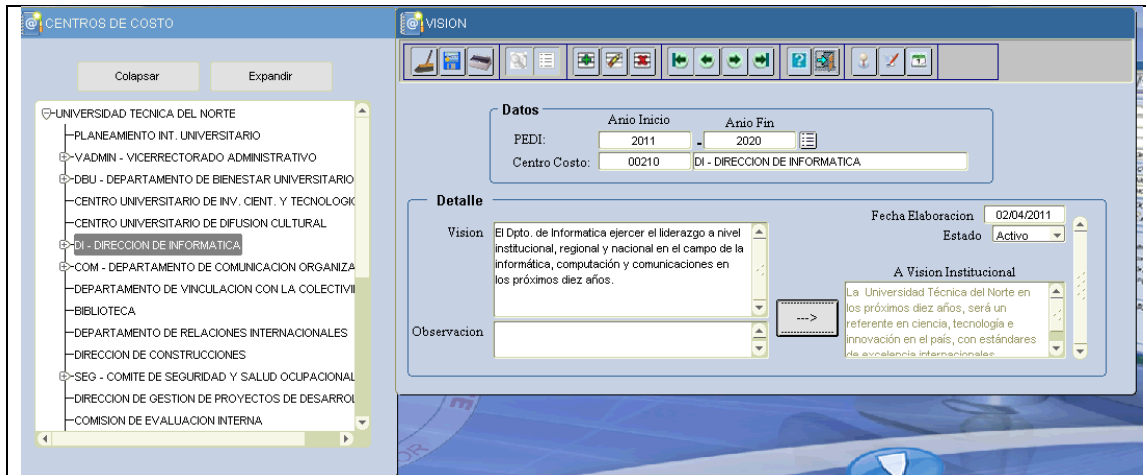 CENTROS DE COSTO
Colapsar Expandir
UNIVERSIDAD TECNICA DEL NORTE
PLANEAMIENTO INT. UNIVERSITARIO
VADMIN - VICERRECTORADO ADMINISTRATIVO
DBU - DEPARTAMENTO DE BIENESTAR UNIVERSITARIO
CENTRO UNIVERSITARIO DE INV. CIENT. Y TECNOLOGIC
CENTRO UNIVERSITARIO DE DIFUSION CULTURAL
DI - DIRECCION DE INFORMATICA
COM - DEPARTAMENTO DE COMUNICACION ORGANIZA
DEPARTAMENTO DE VINCULACION CON LA COLECTIVI
BIBLIOTECA
DEPARTAMENTO DE RELACIONES INTERNACIONALES
DIRECCION DE CONSTRUCCIONES
SEG - COMITE DE SEGURIDAD Y SALUD OCUPACIONAL
DIRECCION DE GESTION DE PROYECTOS DE DESARROL
COMISION DE EVALUACION INTERNA
VISION
Datos
Anio Inicio Anio Fin
PEDI: 2011 - 2020
Centro Costo: 00210 DI - DIRECCION DE INFORMATICA
Detalle
Fecha Elaboracion 02/04/2011
Estado Activo
Vision
El Dpto. de Informatica ejercer el liderazgo a nivel
institucional, regional y nacional en el campo de la
informática, computación y comunicaciones en
los próximos diez años.
Observacion
--->
A Vision Institucional
La Universidad Técnica del Norte en
los próximos diez años, será un
referente en ciencia, tecnología e
innovación en el país, con estándares
de excelencia internacionales